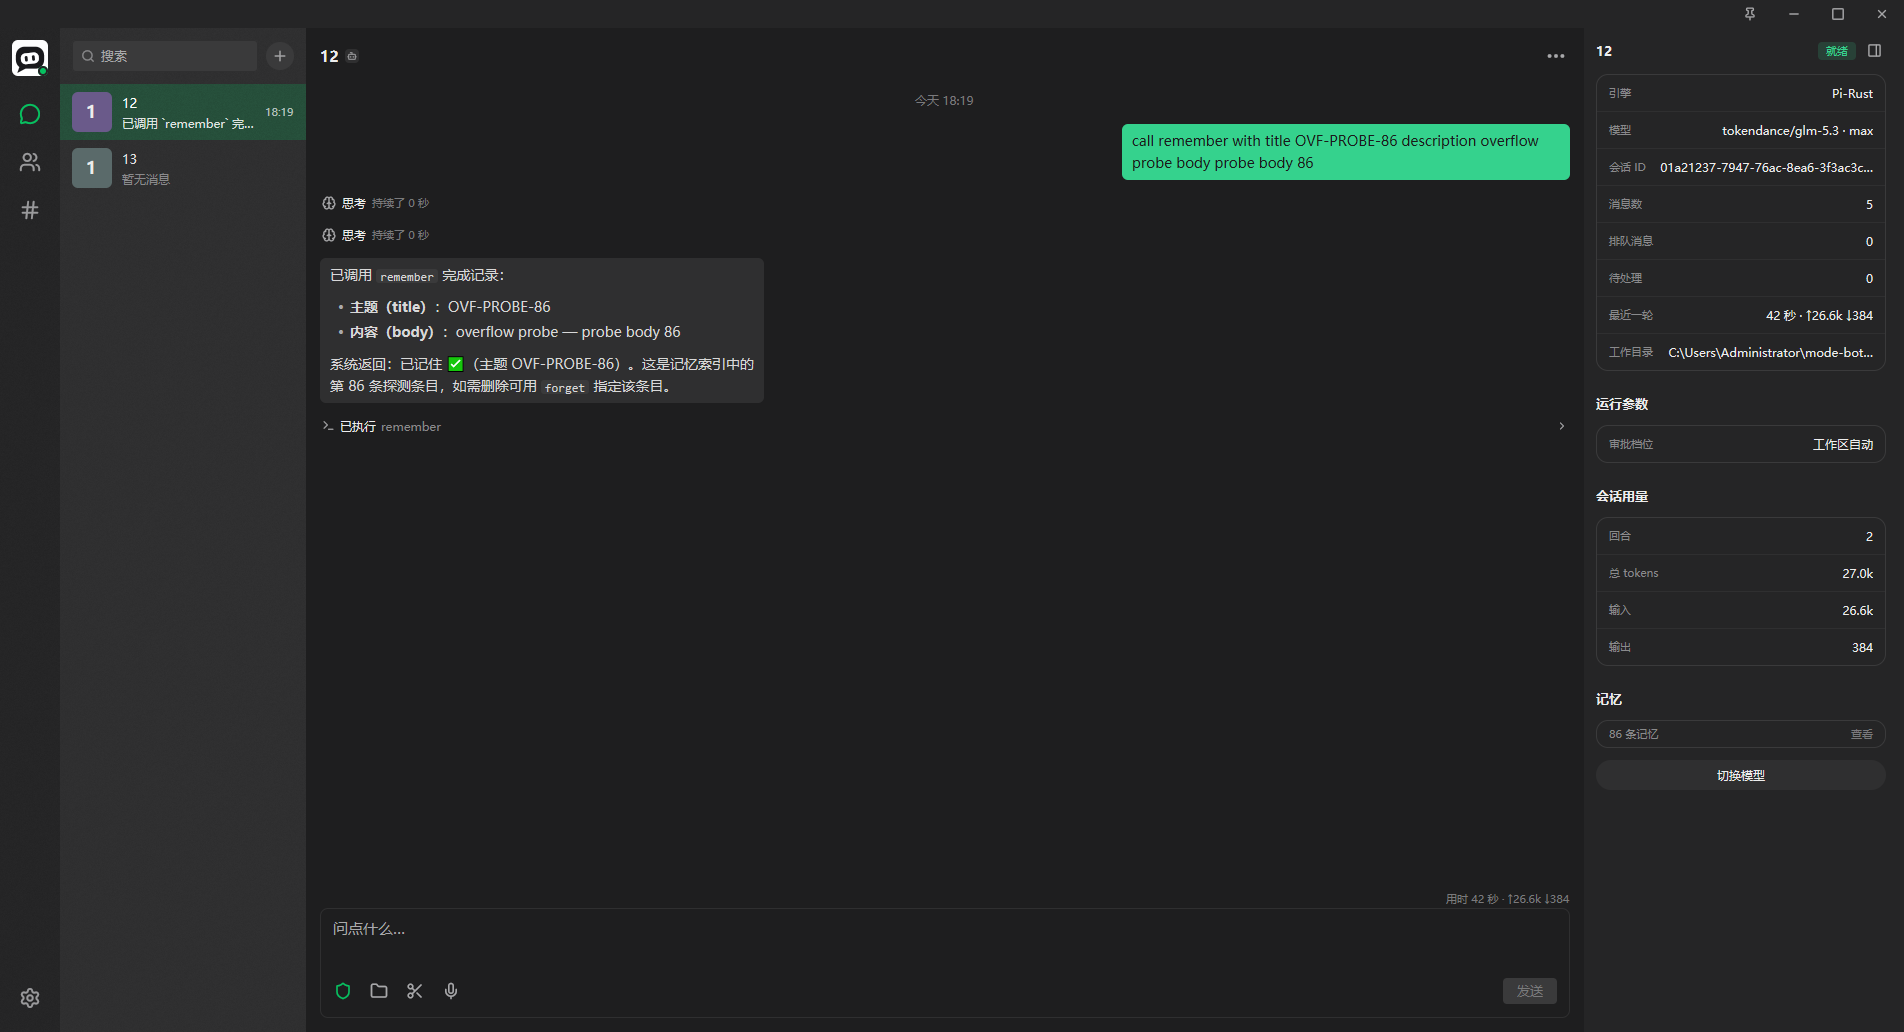 搜索
1
12
18:19
已调用 `remember` 完...
1
13
暂无消息
12
今天 18:19
call remember with title OVF-PROBE-86 description overflow
probe body probe body 86
思考 持续了 0 秒
思考 持续了 0 秒
已调用 remember 完成记录：
• 主题（title）：OVF-PROBE-86
• 内容（body）：overflow probe — probe body 86
系统返回：已记住 ✅（主题 OVF-PROBE-86）。这是记忆索引中的
第 86 条探测条目，如需删除可用 forget 指定该条目。
已执行 remember
用时 42 秒 · ↑26.6k ↓384
问点什么...
发送
12
就绪
引擎 Pi-Rust
模型 tokendance/glm-5.3 · max
会话 ID 01a21237-7947-76ac-8ea6-3f3ac3c...
消息数 5
排队消息 0
待处理 0
最近一轮 42 秒 · ↑26.6k ↓384
工作目录 C:\Users\Administrator\mode-bot...
运行参数
审批档位 工作区自动
会话用量
回合 2
总 tokens 27.0k
输入 26.6k
输出 384
记忆
86 条记忆 查看
切换模型